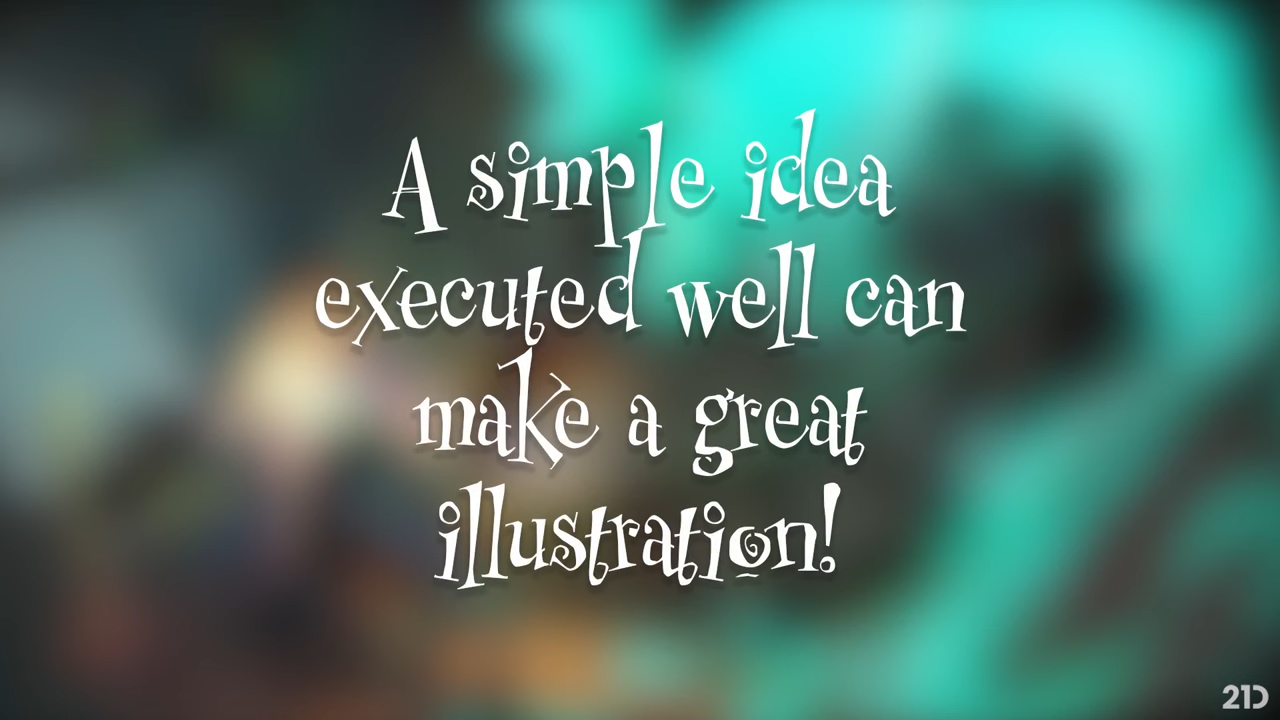 A simple idea
executed well can
make a great
illustration!
21D